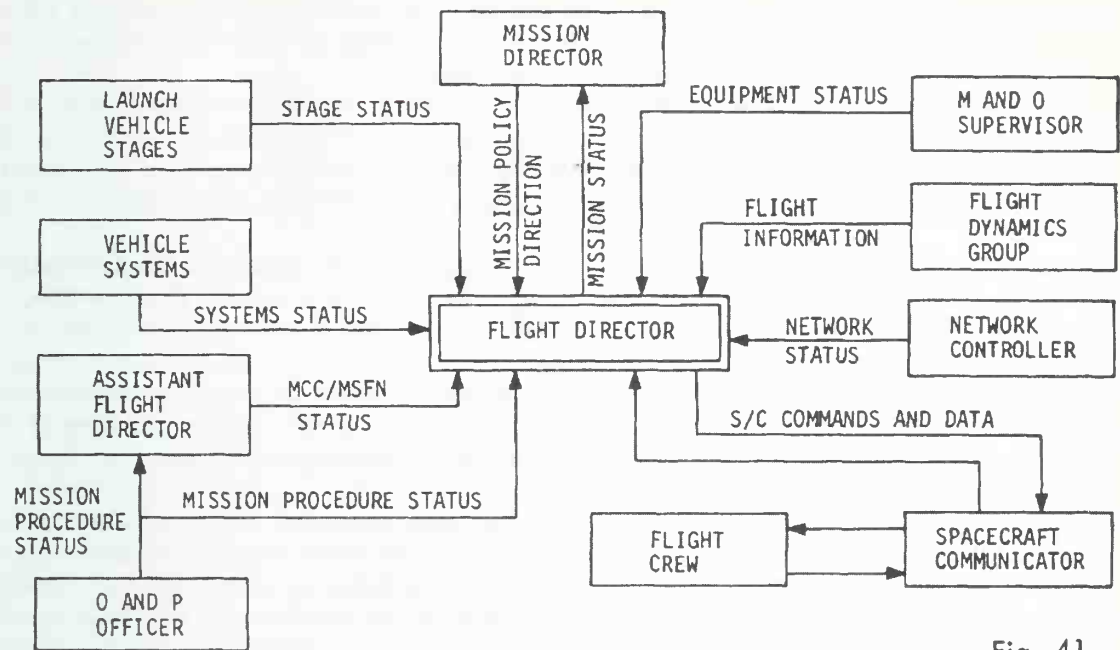 MISSION
DIRECTOR
LAUNCH
VEHICLE
STAGES
STAGE STATUS
MISSION POLICY
DIRECTION
MISSION STATUS
EQUIPMENT STATUS
M AND O
SUPERVISOR
VEHICLE
SYSTEMS
FLIGHT
INFORMATION
FLIGHT
DYNAMICS
GROUP
SYSTEMS STATUS
FLIGHT DIRECTOR
NETWORK
STATUS
NETWORK
CONTROLLER
ASSISTANT
FLIGHT
DIRECTOR
MCC/MSFN
STATUS
S/C COMMANDS AND DATA
MISSION
PROCEDURE
STATUS
MISSION PROCEDURE STATUS
FLIGHT
CREW
SPACECRAFT
COMMUNICATOR
O AND P
OFFICER
Fig. 41